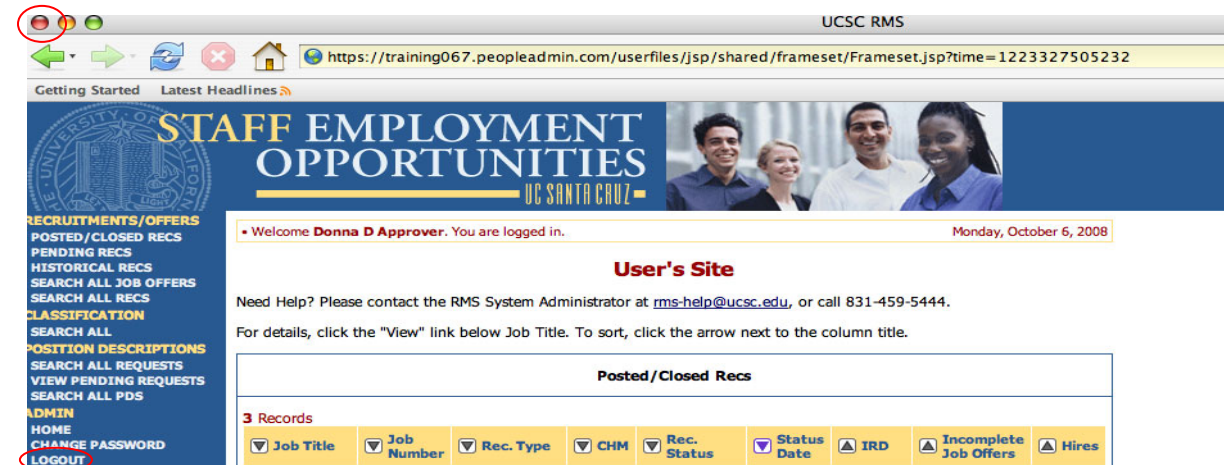 UCSC RMS
https://training067.peopleadmin.com/userfiles/jsp/shared/frameset/Frameset.jsp?time=1223327505232
Getting Started Latest Headlines
STAFF EMPLOYMENT
OPPORTUNITIES
UC SANTA CRUZ
RECRUITMENTS/OFFERS
POSTED/CLOSED RECS
PENDING RECS
HISTORICAL RECS
SEARCH ALL JOB OFFERS
SEARCH ALL RECS
CLASSIFICATION
SEARCH ALL
POSITION DESCRIPTIONS
SEARCH ALL REQUESTS
VIEW PENDING REQUESTS
SEARCH ALL PDS
ADMIN
HOME
CHANGE PASSWORD
LOGOUT
• Welcome Donna D Approver. You are logged in. Monday, October 6, 2008
User's Site
Need Help? Please contact the RMS System Administrator at rms-help@ucsc.edu, or call 831-459-5444.
For details, click the "View" link below Job Title. To sort, click the arrow next to the column title.
Posted/Closed Recs
3 Records
Job Title Job Number Rec. Type CHM Rec. Status Status Date IRD Incomplete Job Offers Hires